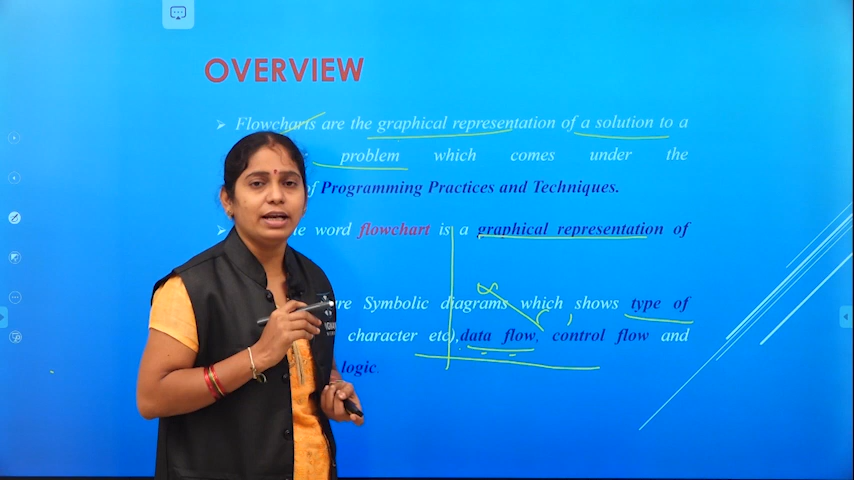 OVERVIEW
Flowcharts are the graphical representation of a solution to a
problem which comes under the
of Programming Practices and Techniques.
word flowchart is a graphical representation of
are Symbolic diagrams which shows type of
character etc),data flow, control flow and
logic.